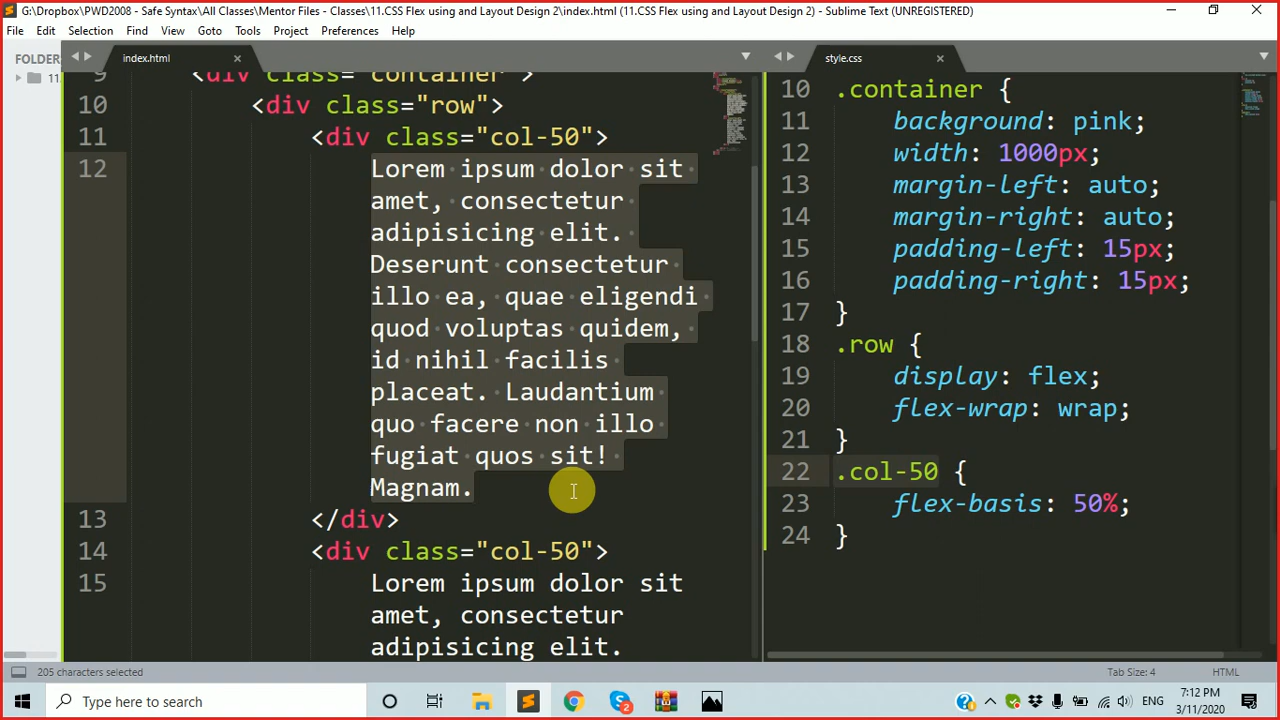 G:\Dropbox\PWD2008 - Safe Syntax\All Classes\Mentor Files - Classes\11.CSS Flex using and Layout Design 2\index.html (11.CSS Flex using and Layout Design 2) - Sublime Text (UNREGISTERED)
File Edit Selection Find View Goto Tools Project Preferences Help
FOLDERS
11
index.html
9 <div class="container">
10 <div class="row">
11 <div class="col-50">
12 Lorem ipsum dolor sit
amet, consectetur
adipisicing elit.
Deserunt consectetur
illo ea, quae eligendi
quod voluptas quidem,
id nihil facilis
placeat. Laudantium
quo facere non illo
fugiat quos sit!
Magnam.
13 </div>
14 <div class="col-50">
15 Lorem ipsum dolor sit
amet, consectetur
adipisicing elit.
style.css
10 .container {
11 background: pink;
12 width: 1000px;
13 margin-left: auto;
14 margin-right: auto;
15 padding-left: 15px;
16 padding-right: 15px;
17 }
18 .row {
19 display: flex;
20 flex-wrap: wrap;
21 }
22 .col-50 {
23 flex-basis: 50%;
24 }
205 characters selected
Tab Size: 4
HTML
Type here to search
2
ENG
7:12 PM
3/11/2020